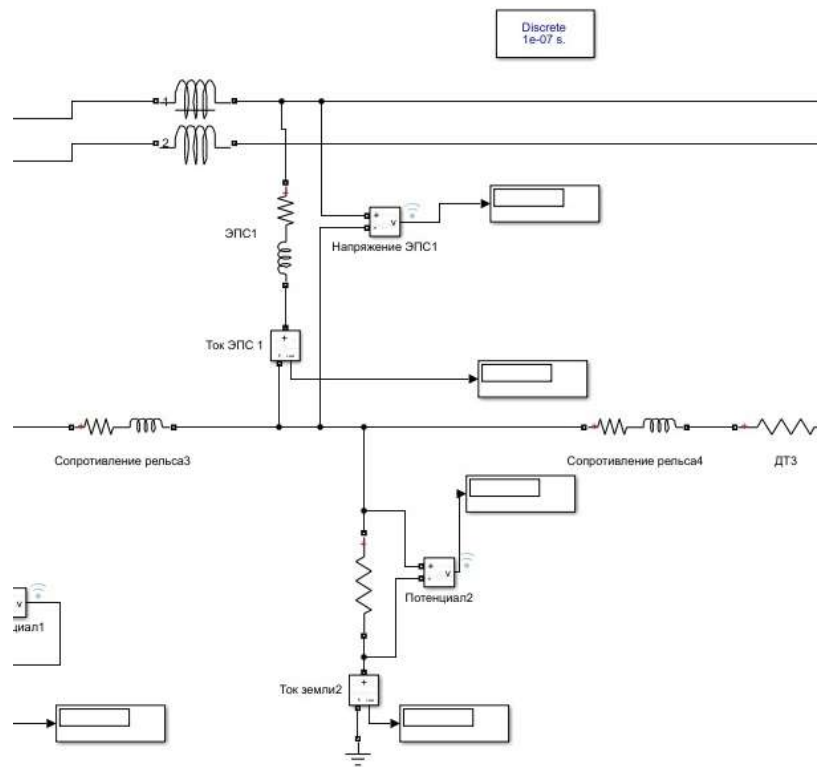 Discrete
1e-07 s.
1
2
+
-
v
ЭПС1
Напряжение ЭПС1
+
Ток ЭПС 1
Сопротивление рельса3
Сопротивление рельса4
ДТ3
+
-
v
Потенциал2
v
циал1
Ток земли2
+